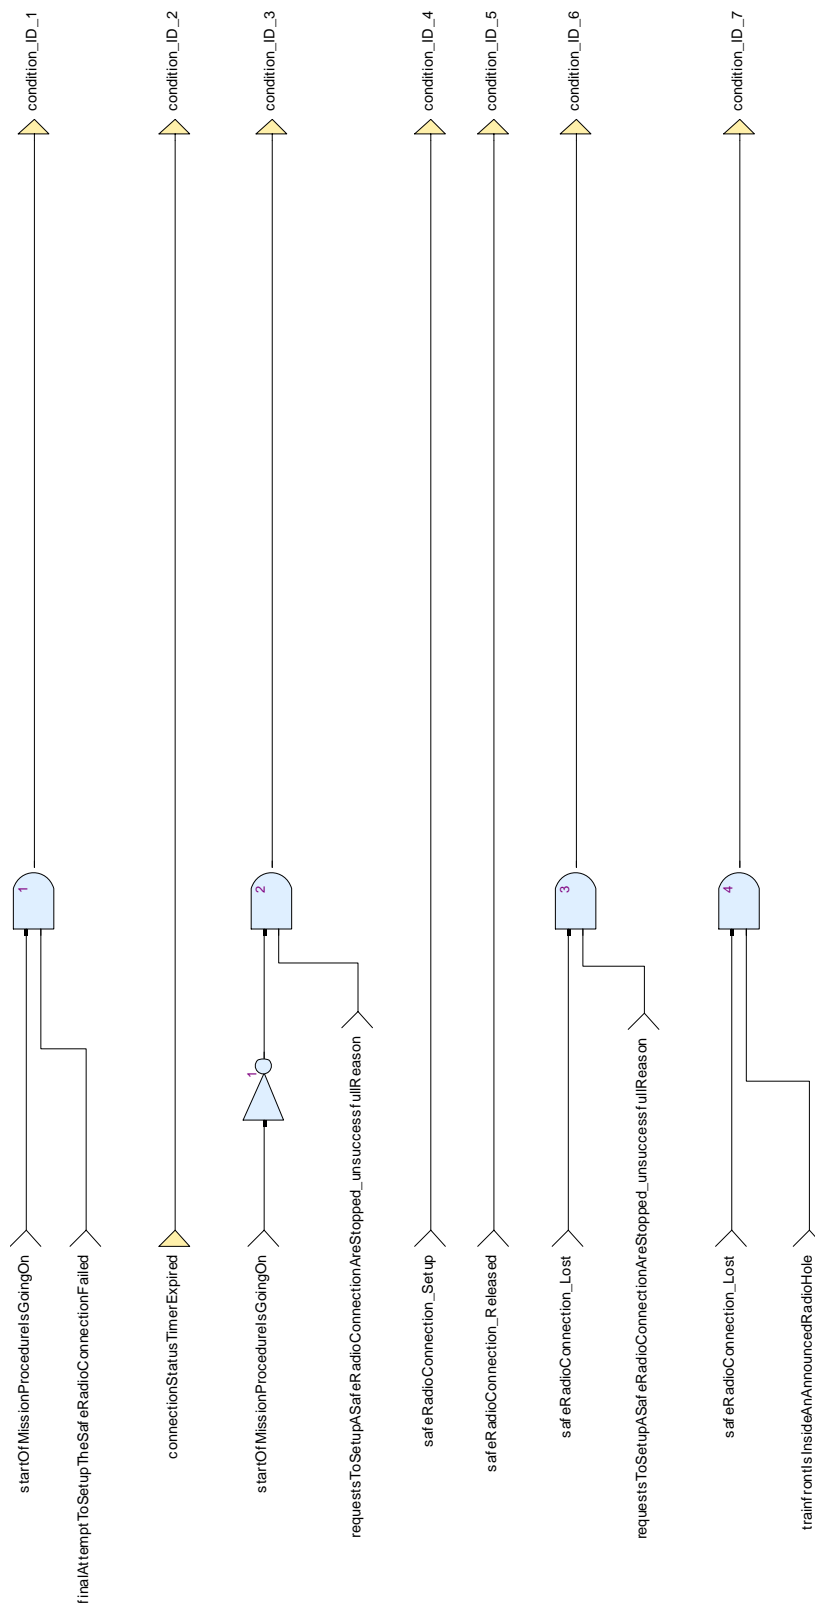 condition_ID_1
condition_ID_2
condition_ID_3
condition_ID_4
condition_ID_5
condition_ID_6
condition_ID_7
1
2
3
4
1
startOfMissionProcedureIsGoingOn
finalAttemptToSetupTheSafeRadioConnectionFailed
connectionStatusTimerExpired
startOfMissionProcedureIsGoingOn
requestsToSetupASafeRadioConnectionAreStopped_unsuccessfullReason
safeRadioConnection_Setup
safeRadioConnection_Released
safeRadioConnection_Lost
requestsToSetupASafeRadioConnectionAreStopped_unsuccessfullReason
safeRadioConnection_Lost
trainfrontIsInsideAnAnnouncedRadioHole